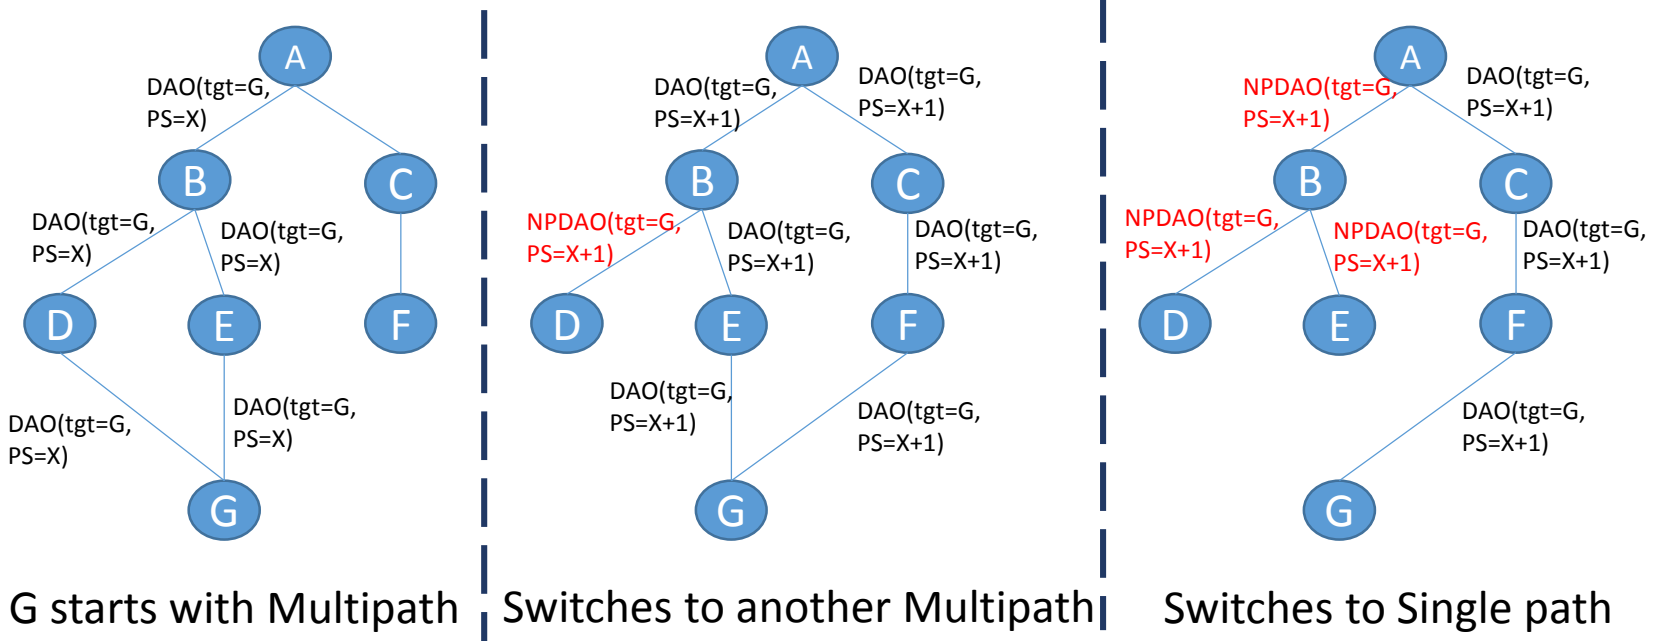 A
DAO(tgt=G,
PS=X)
B
C
DAO(tgt=G,
PS=X)
DAO(tgt=G,
PS=X)
D
E
F
DAO(tgt=G,
PS=X)
DAO(tgt=G,
PS=X)
G
G starts with Multipath
A
DAO(tgt=G,
PS=X+1)
DAO(tgt=G,
PS=X+1)
B
C
NPDAO(tgt=G,
PS=X+1)
DAO(tgt=G,
PS=X+1)
DAO(tgt=G,
PS=X+1)
D
E
F
DAO(tgt=G,
PS=X+1)
DAO(tgt=G,
PS=X+1)
G
Switches to another Multipath
A
NPDAO(tgt=G,
PS=X+1)
DAO(tgt=G,
PS=X+1)
B
C
NPDAO(tgt=G,
PS=X+1)
NPDAO(tgt=G,
PS=X+1)
DAO(tgt=G,
PS=X+1)
D
E
F
DAO(tgt=G,
PS=X+1)
G
Switches to Single path